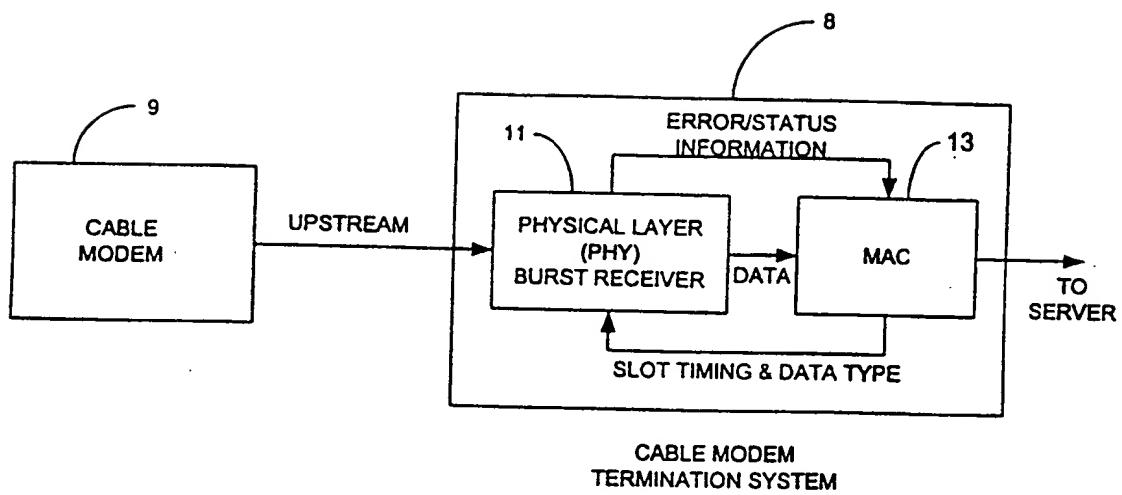 8
9
11
ERROR/STATUS
INFORMATION
13
CABLE
MODEM
UPSTREAM
PHYSICAL LAYER
(PHY)
BURST RECEIVER
DATA
MAC
TO
SERVER
SLOT TIMING & DATA TYPE
CABLE MODEM
TERMINATION SYSTEM